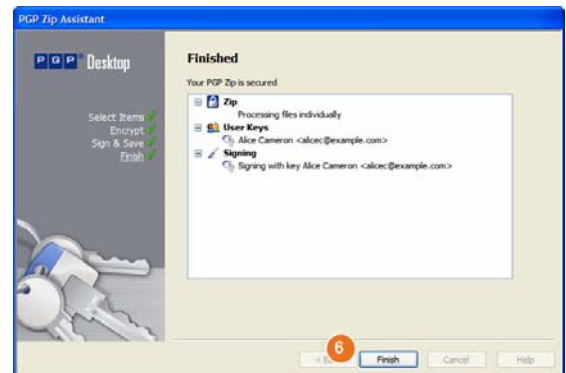 PGP Zip Assistant
PGP Desktop
Select Items
Encrypt
Sign & Save
Finish
Finished
Your PGP Zip is secured
Zip
Processing files individually
User Keys
Alice Cameron <alicec@example.com>
Signing
Signing with key Alice Cameron <alicec@example.com>
6
Finish
Cancel
Help